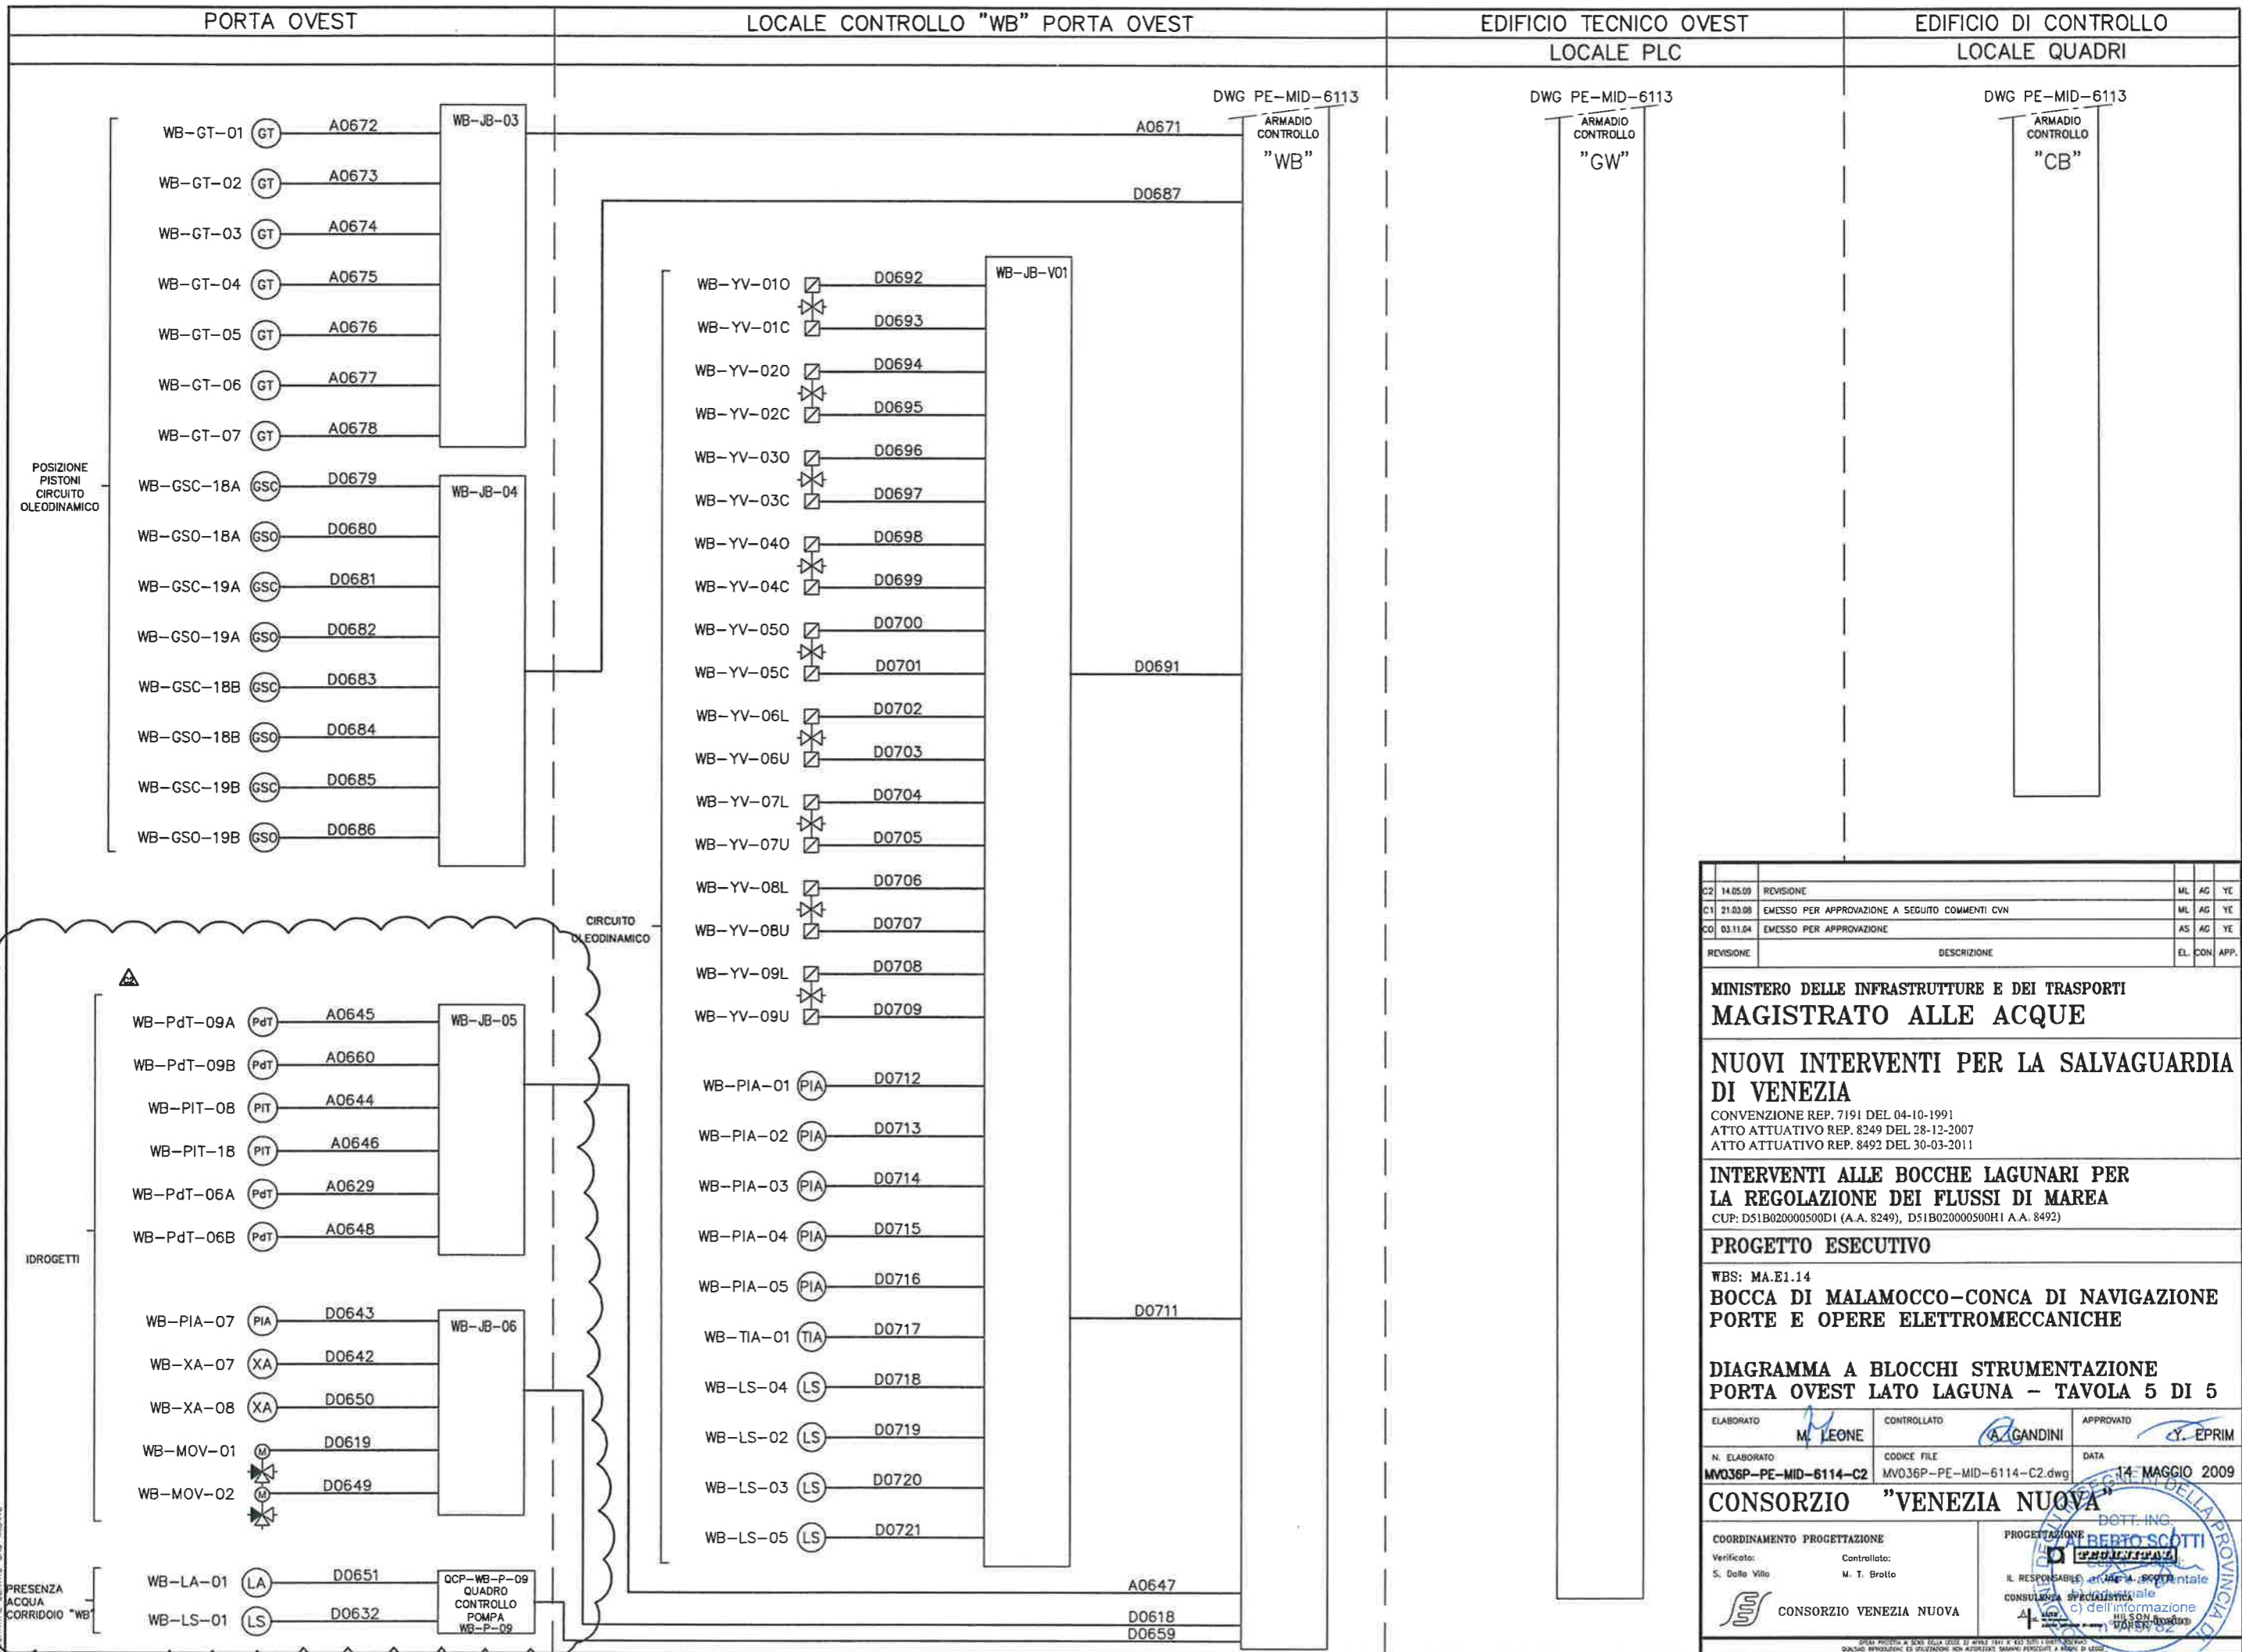 PORTA OVEST
LOCALE CONTROLLO "WB" PORTA OVEST
EDIFICIO TECNICO OVEST
EDIFICIO DI CONTROLLO
LOCALE PLC
LOCALE QUADRI
DWG PE-MID-6113
ARMADIO
CONTROLLO
"WB"
DWG PE-MID-6113
ARMADIO
CONTROLLO
"GW"
DWG PE-MID-6113
ARMADIO
CONTROLLO
"CB"
POSIZIONE
PISTONI
CIRCUITO
OLEODINAMICO
WB-GT-01 GT A0672
WB-GT-02 GT A0673
WB-GT-03 GT A0674
WB-GT-04 GT A0675
WB-GT-05 GT A0676
WB-GT-06 GT A0677
WB-GT-07 GT A0678
WB-JB-03
A0671
WB-GSC-18A GSC D0679
WB-GSO-18A GSO D0680
WB-GSC-19A GSC D0681
WB-GSO-19A GSO D0682
WB-GSC-18B GSC D0683
WB-GSO-18B GSO D0684
WB-GSC-19B GSC D0685
WB-GSO-19B GSO D0686
WB-JB-04
D0687
IDROGETTI
WB-PdT-09A PdT A0645
WB-PdT-09B PdT A0660
WB-PIT-08 PIT A0644
WB-PIT-18 PIT A0646
WB-PdT-06A PdT A0629
WB-PdT-06B PdT A0648
WB-JB-05
WB-PIA-07 PIA D0643
WB-XA-07 XA D0642
WB-XA-08 XA D0650
WB-MOV-01 M D0619
WB-MOV-02 M D0649
WB-JB-06
PRESENZA
ACQUA
CORRIDOIO "WB"
WB-LA-01 LA D0651
WB-LS-01 LS D0632
QCP-WB-P-09
QUADRO
CONTROLLO
POMPA
WB-P-09
CIRCUITO
OLEODINAMICO
WB-YV-01O D0692
WB-YV-01C D0693
WB-YV-02O D0694
WB-YV-02C D0695
WB-YV-03O D0696
WB-YV-03C D0697
WB-YV-04O D0698
WB-YV-04C D0699
WB-YV-05O D0700
WB-YV-05C D0701
WB-YV-06L D0702
WB-YV-06U D0703
WB-YV-07L D0704
WB-YV-07U D0705
WB-YV-08L D0706
WB-YV-08U D0707
WB-YV-09L D0708
WB-YV-09U D0709
WB-PIA-01 PIA D0712
WB-PIA-02 PIA D0713
WB-PIA-03 PIA D0714
WB-PIA-04 PIA D0715
WB-PIA-05 PIA D0716
WB-TIA-01 TIA D0717
WB-LS-04 LS D0718
WB-LS-02 LS D0719
WB-LS-03 LS D0720
WB-LS-05 LS D0721
WB-JB-V01
D0691
D0711
A0647
D0618
D0659
C2 14.05.09 REVISIONE ML AG YE
C1 21.03.08 EMESSO PER APPROVAZIONE A SEGUITO COMMENTI CVN ML AG YE
C0 03.11.04 EMESSO PER APPROVAZIONE AS AG YE
REVISIONE DESCRIZIONE EL. CON. APP.
MINISTERO DELLE INFRASTRUTTURE E DEI TRASPORTI
MAGISTRATO ALLE ACQUE
NUOVI INTERVENTI PER LA SALVAGUARDIA
DI VENEZIA
CONVENZIONE REP. 7191 DEL 04-10-1991
ATTO ATTUATIVO REP. 8249 DEL 28-12-2007
ATTO ATTUATIVO REP. 8492 DEL 30-03-2011
INTERVENTI ALLE BOCCHE LAGUNARI PER
LA REGOLAZIONE DEI FLUSSI DI MAREA
CUP: D51B020000500D1 (A.A. 8249), D51B020000500H1 A.A. 8492)
PROGETTO ESECUTIVO
WBS: MA.E1.14
BOCCA DI MALAMOCCO-CONCA DI NAVIGAZIONE
PORTE E OPERE ELETTROMECCANICHE
DIAGRAMMA A BLOCCHI STRUMENTAZIONE
PORTA OVEST LATO LAGUNA - TAVOLA 5 DI 5
ELABORATO M. LEONE
CONTROLLATO A. GANDINI
APPROVATO Y. EPRIM
N. ELABORATO MV036P-PE-MID-6114-C2
CODICE FILE MV036P-PE-MID-6114-C2.dwg
DATA 14 MAGGIO 2009
CONSORZIO "VENEZIA NUOVA"
COORDINAMENTO PROGETTAZIONE
Verificato: Controllato:
S. Dalla Villa M. T. Brotto
CONSORZIO VENEZIA NUOVA
PROGETTAZIONE
TECHNITAL
IL RESPONSABILE
CONSULENZA SPECIALISTICA
DOTT. ING.
ALBERTO SCOTTI
b) industriale
c) dell'informazione
DELLA PROVINCIA DI